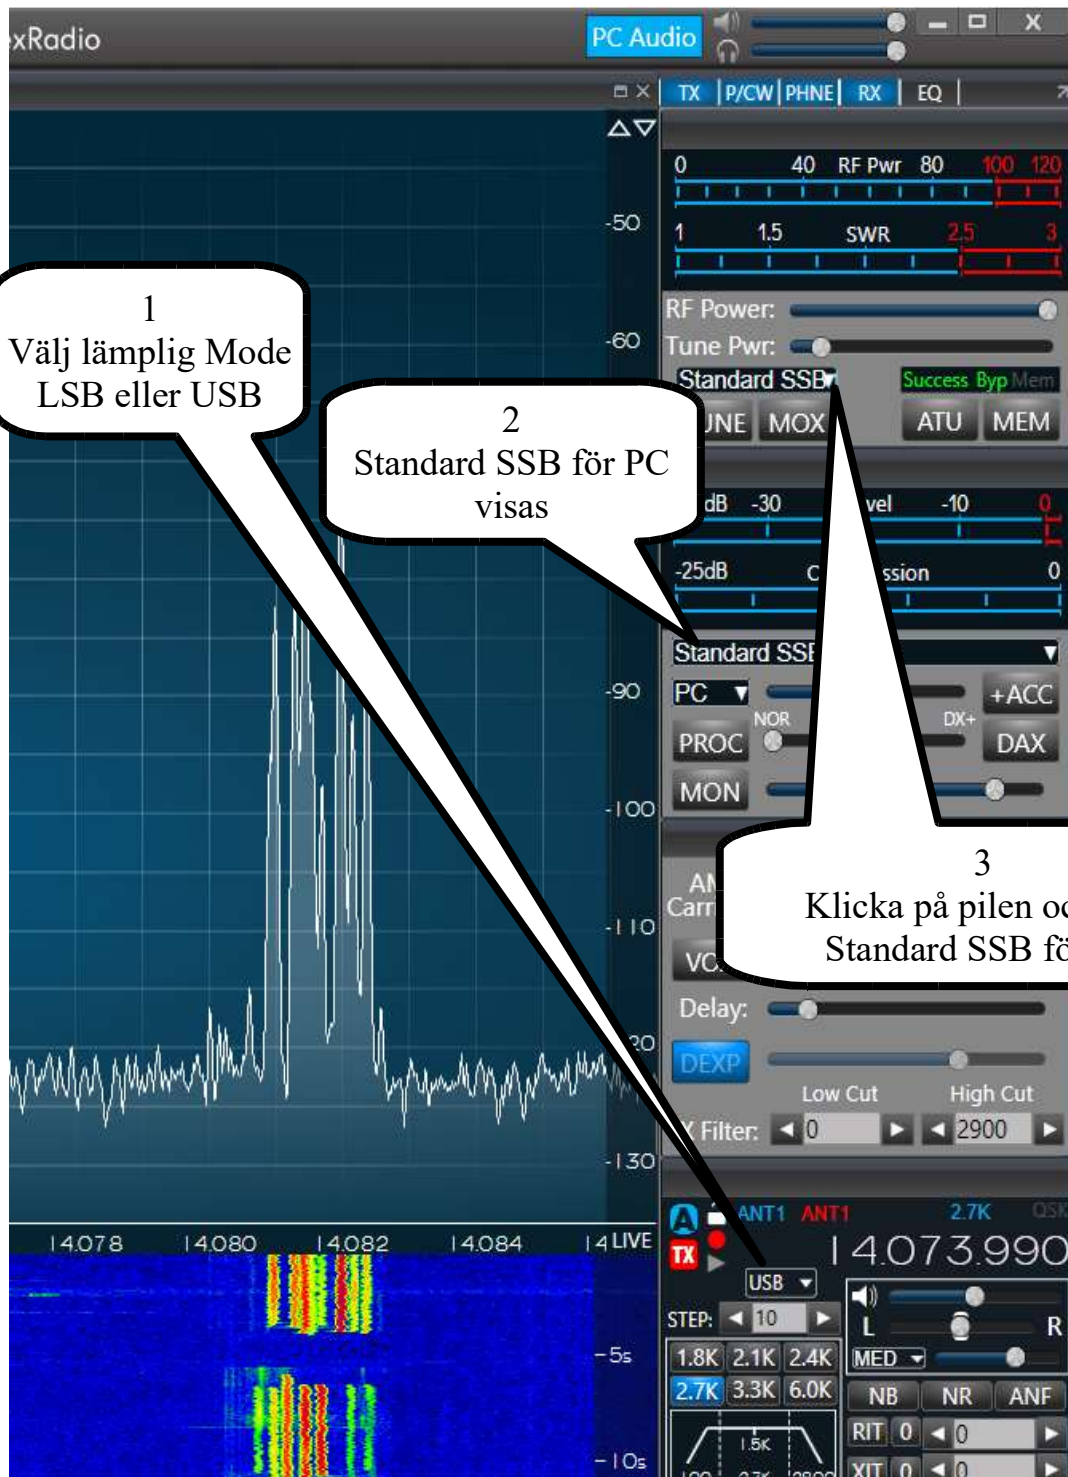 xRadio
PC Audio
X
TX P/CW PHNE RX EQ
0 40 RF Pwr 80 100 120
1 1.5 SWR 2.5 3
RF Power:
Tune Pwr:
Standard SSB
Success Byp Mem
UNE MOX ATU MEM
dB -30 vel -10 0
-25dB C ssion 0
Standard SSB
PC +ACC
NOR DX+
PROC DAX
MON
AM
Carr
VO
Delay:
DEXP
Low Cut High Cut
X Filter: 0 2900
-50
-60
-90
-100
-110
20
-130
1
Välj lämplig Mode
LSB eller USB
2
Standard SSB för PC
visas
3
Klicka på pilen oc
Standard SSB fö
14.078 14.080 14.082 14.084 14 LIVE
-5s
-10s
A ANT1 ANT1 2.7K QSK
TX 14.073.990
USB
STEP: 10
L R
1.8K 2.1K 2.4K MED
2.7K 3.3K 6.0K NB NR ANF
RIT 0 0
1.5K
XIT 0 0